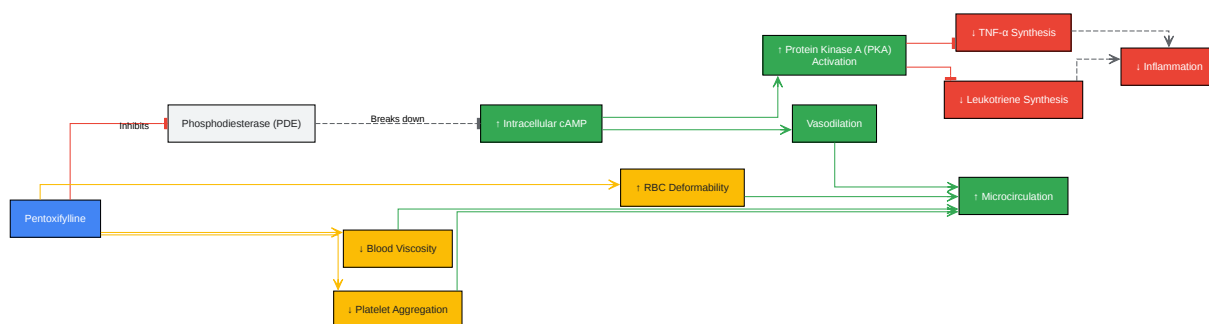 ↓ TNF-α Synthesis
↑ Protein Kinase A (PKA)
Activation
↓ Inflammation
↓ Leukotriene Synthesis
Inhibits
Phosphodiesterase (PDE)
Breaks down
↑ Intracellular cAMP
Vasodilation
↑ RBC Deformability
↑ Microcirculation
Pentoxifylline
↓ Blood Viscosity
↓ Platelet Aggregation